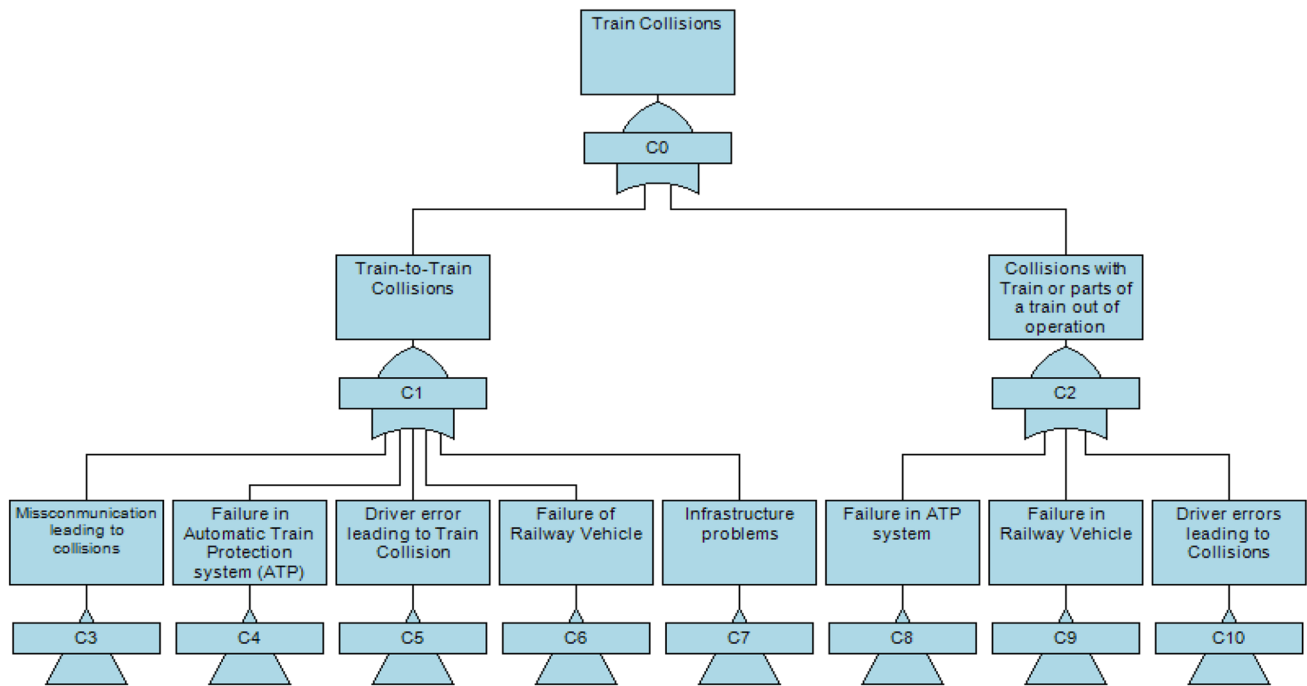 Train Collisions
C0
Train-to-Train
Collisions
Collisions with
Train or parts of
a train out of
operation
C1
C2
Missconmunication
leading to
collisions
Failure in
Automatic Train
Protection
system (ATP)
Driver error
leading to Train
Collision
Failure of
Railway Vehicle
Infrastructure
problems
Failure in ATP
system
Failure in
Railway Vehicle
Driver errors
leading to
Collisions
C3
C4
C5
C6
C7
C8
C9
C10